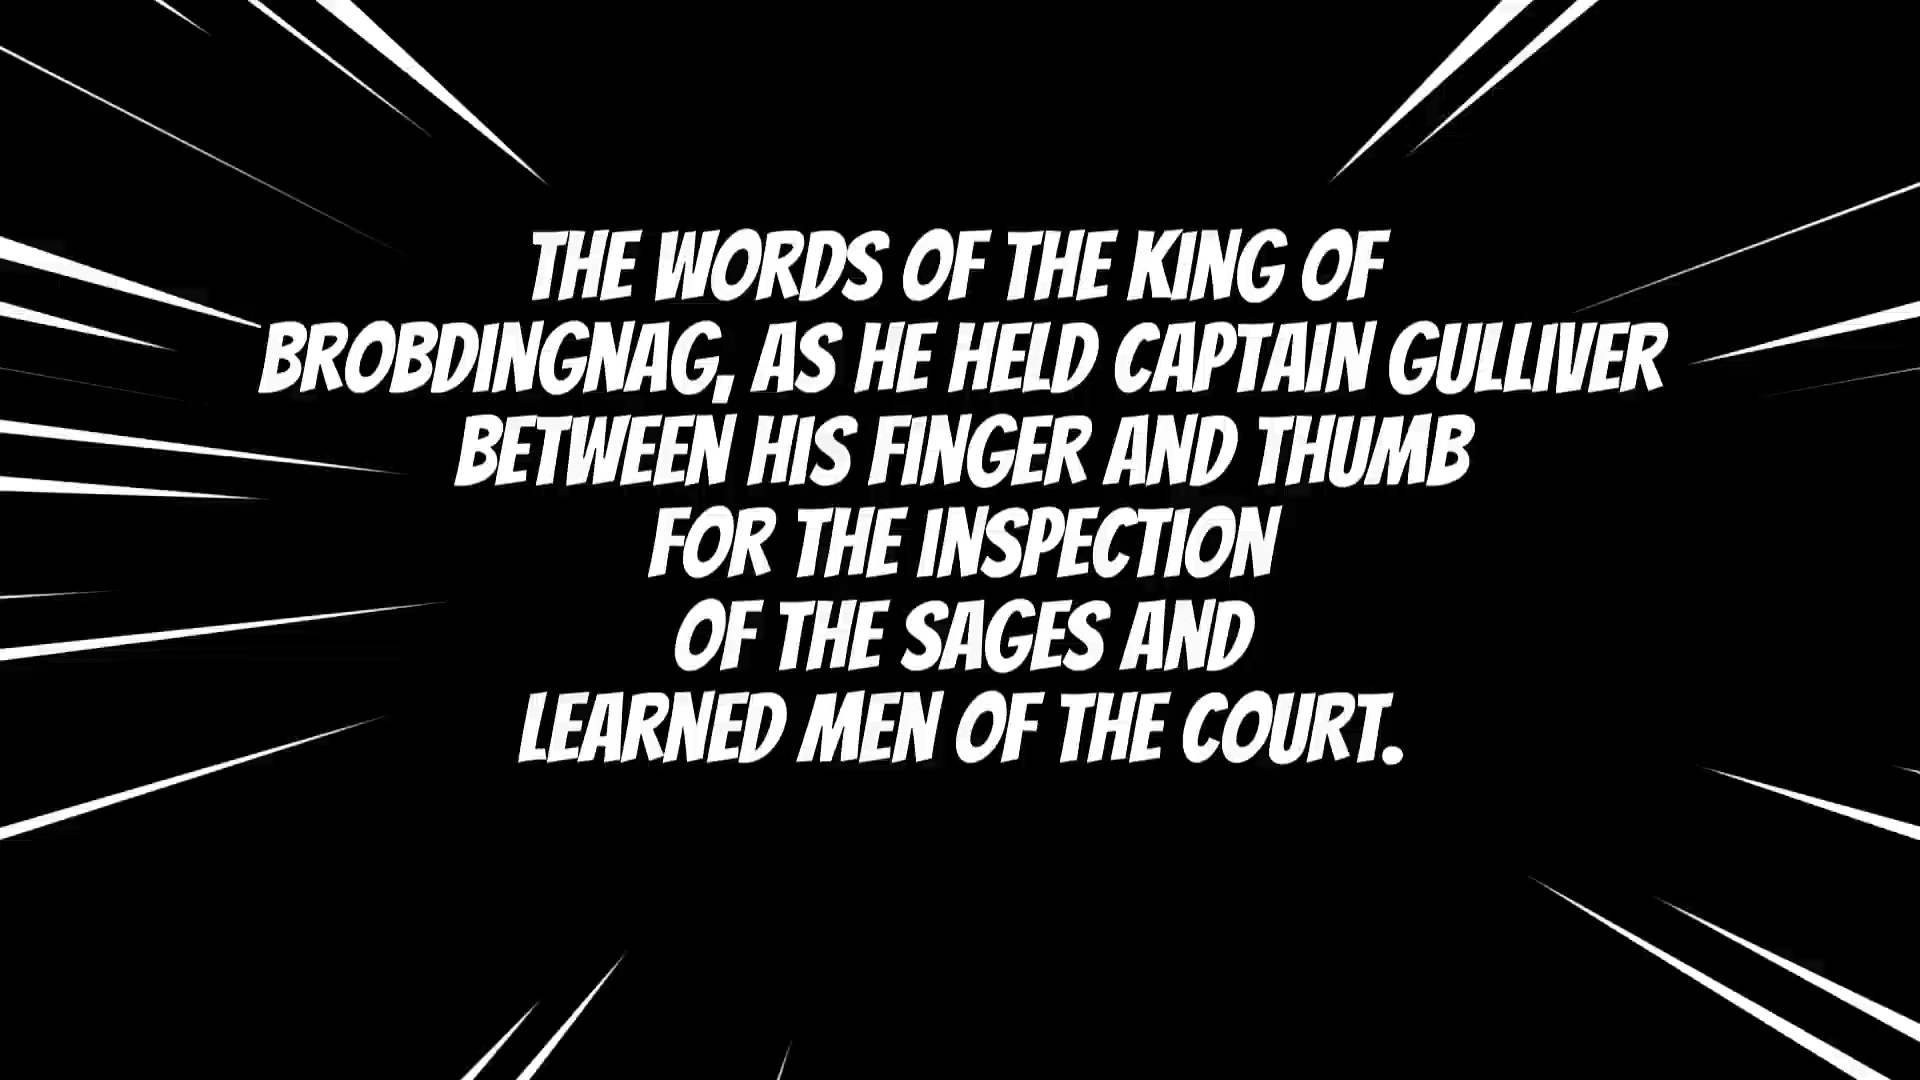 THE WORDS OF THE KING OF
BROBDINGNAG, AS HE HELD CAPTAIN GULLIVER
BETWEEN HIS FINGER AND THUMB
FOR THE INSPECTION
OF THE SAGES AND
LEARNED MEN OF THE COURT.